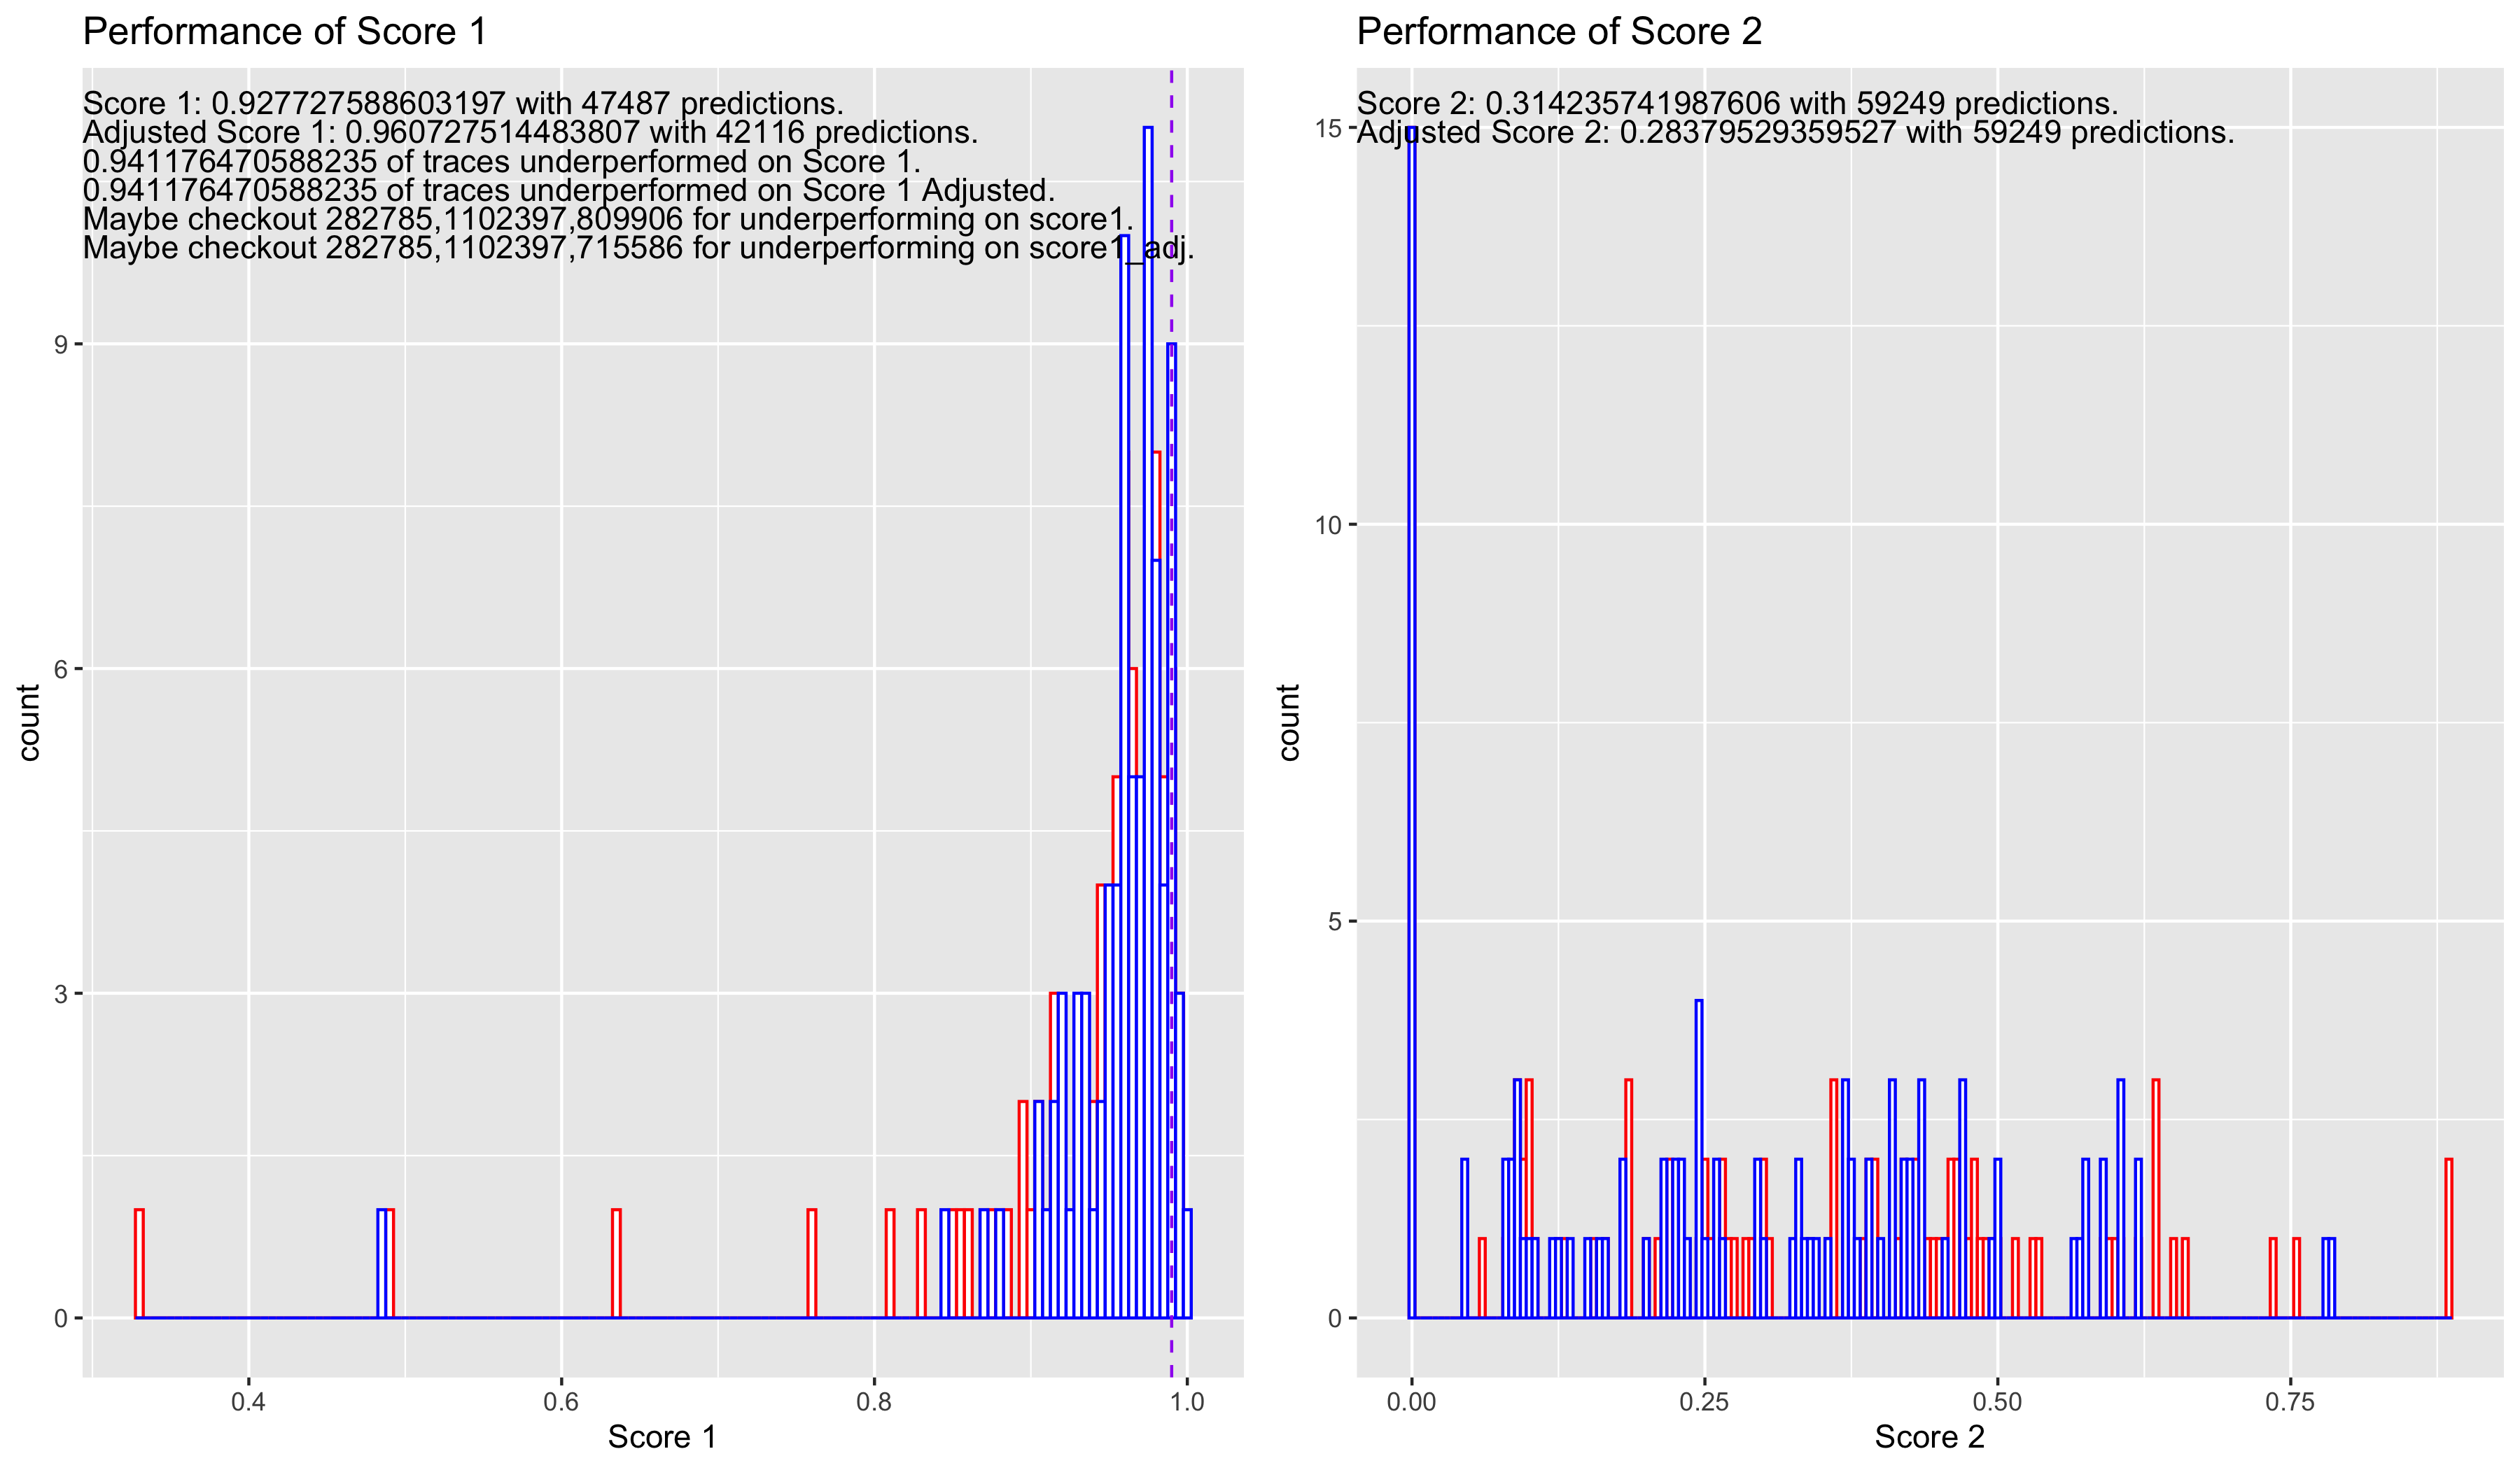 Performance of Score 1
Score 1: 0.927727588603197 with 47487 predictions.
Adjusted Score 1: 0.960727514483807 with 42116 predictions.
0.941176470588235 of traces underperformed on Score 1.
0.941176470588235 of traces underperformed on Score 1 Adjusted.
Maybe checkout 282785,1102397,809906 for underperforming on score1.
Maybe checkout 282785,1102397,715586 for underperforming on score1_adj.
9
6
3
0
count
0.4
0.6
0.8
1.0
Score 1
Performance of Score 2
Score 2: 0.314235741987606 with 59249 predictions.
Adjusted Score 2: 0.28379529359527 with 59249 predictions.
15
10
5
0
count
0.00
0.25
0.50
0.75
Score 2